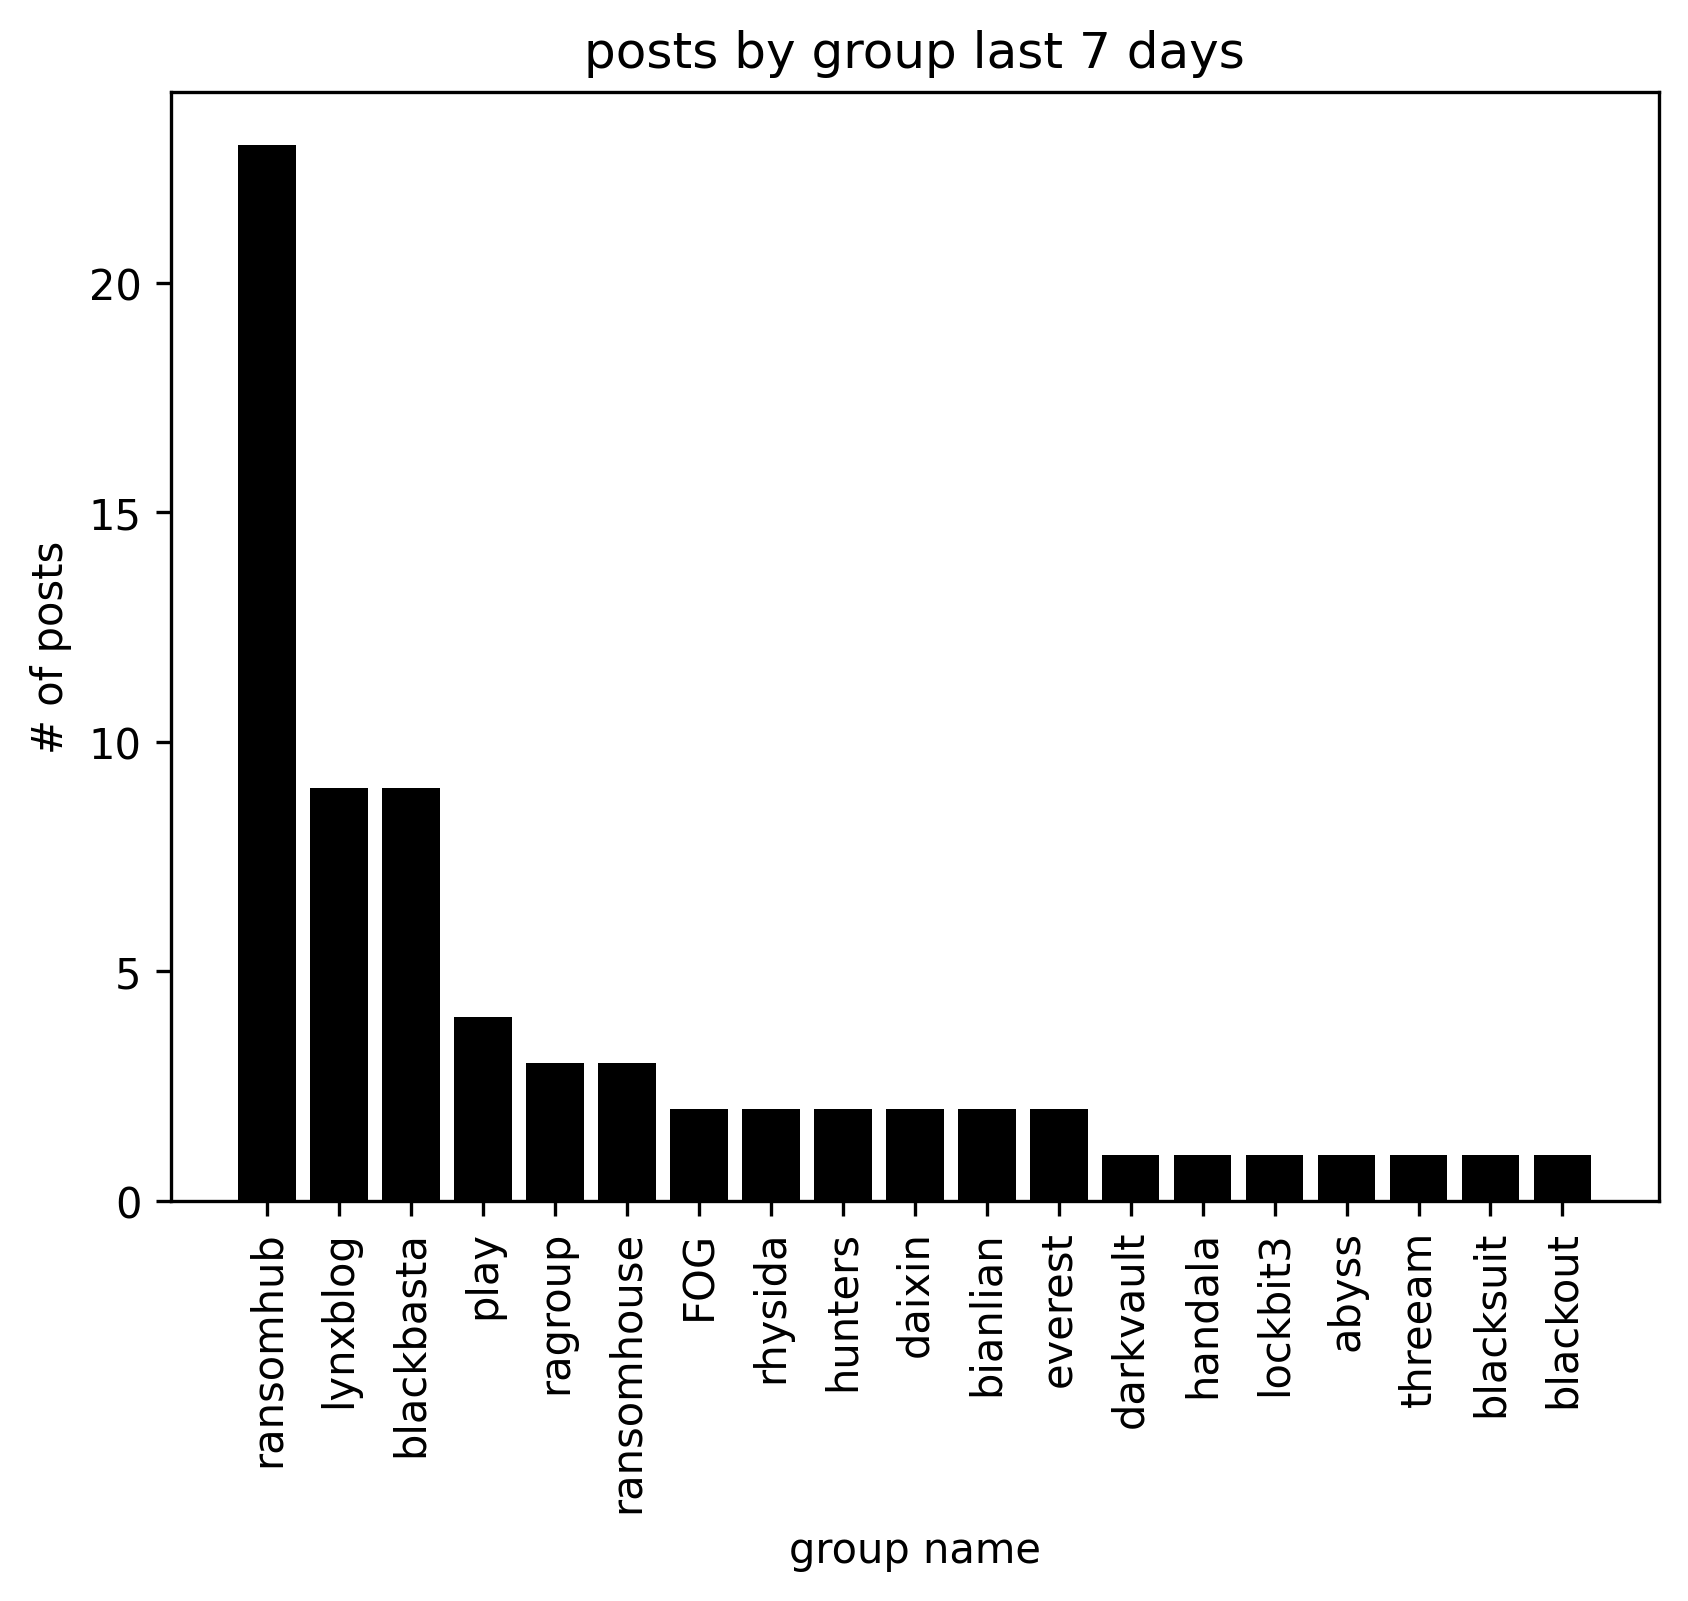 posts by group last 7 days
# of posts
20
15
10
5
0
ransomhub
lynxblog
blackbasta
play
ragroup
ransomhouse
FOG
rhysida
hunters
daixin
bianlian
everest
darkvault
handala
lockbit3
abyss
threeam
blacksuit
blackout
group name